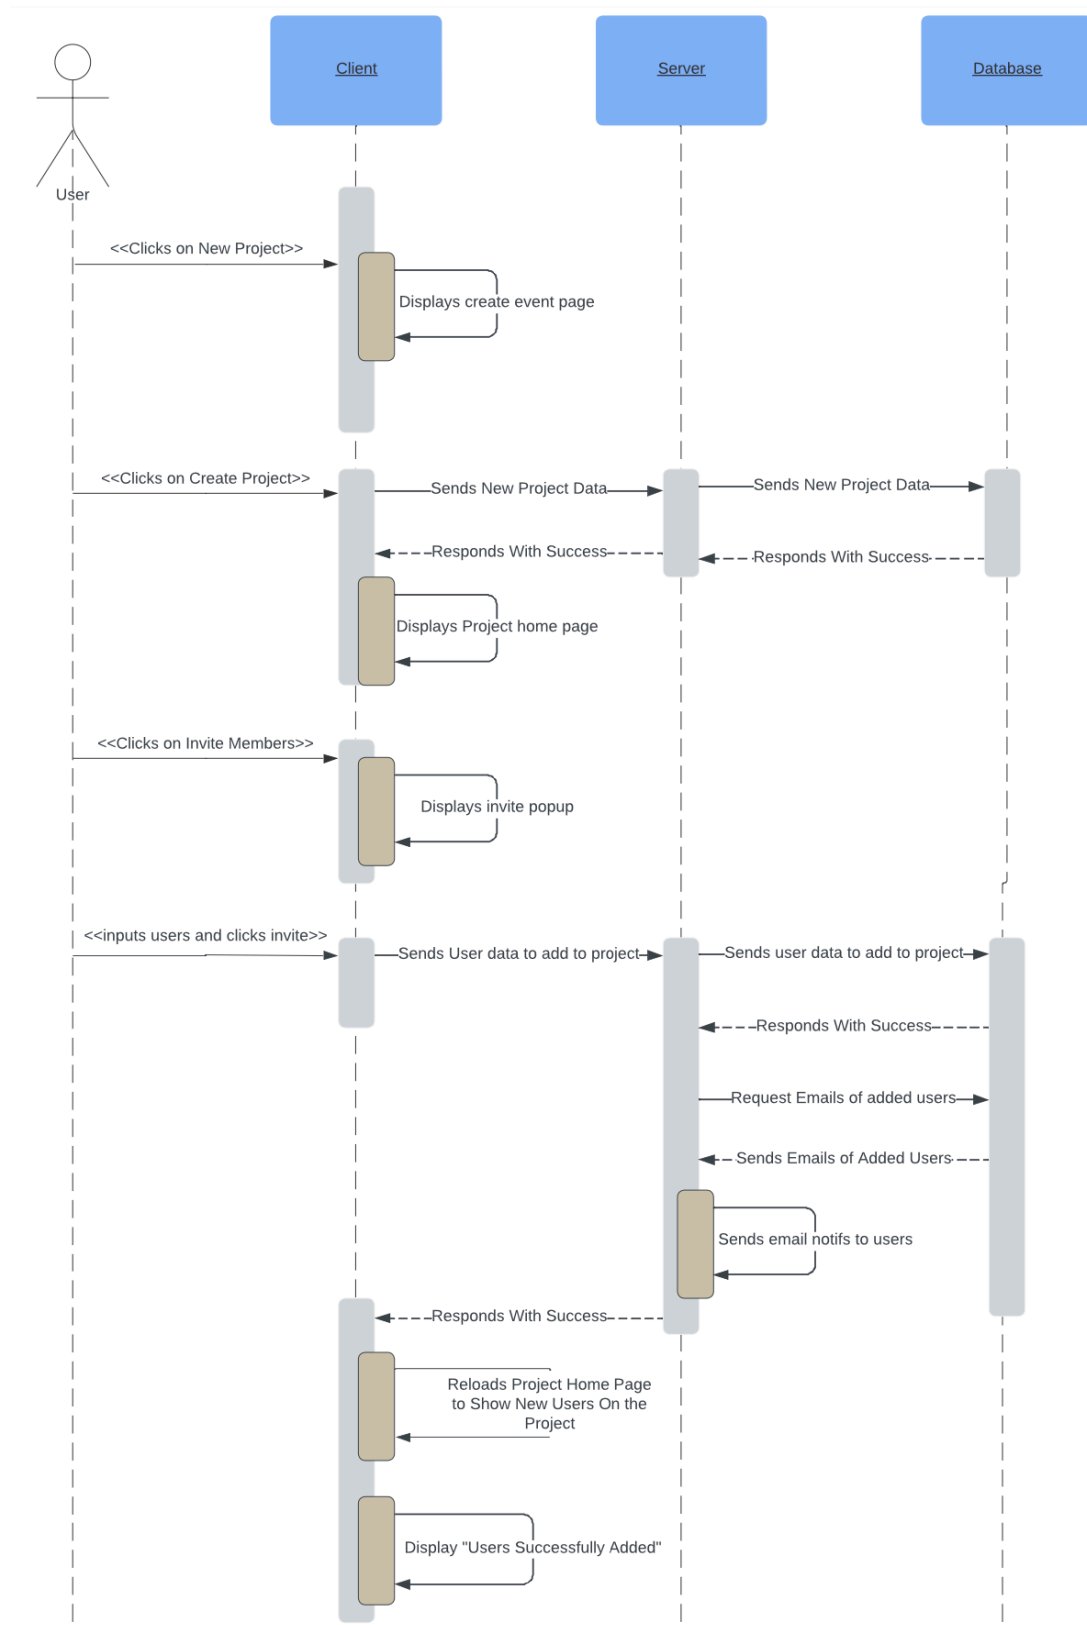 Client
Server
Database
User
<<Clicks on New Project>>
Displays create event page
<<Clicks on Create Project>>
Sends New Project Data
Sends New Project Data
Responds With Success
Responds With Success
Displays Project home page
<<Clicks on Invite Members>>
Displays invite popup
<<inputs users and clicks invite>>
Sends User data to add to project
Sends user data to add to project
Responds With Success
Request Emails of added users
Sends Emails of Added Users
Sends email notifs to users
Responds With Success
Reloads Project Home Page
to Show New Users On the
Project
Display "Users Successfully Added"